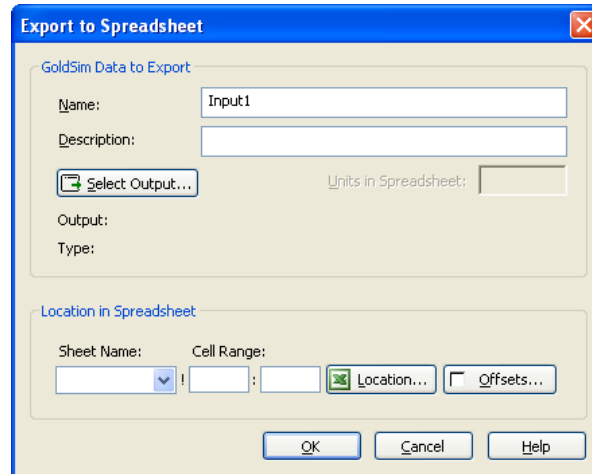 Export to Spreadsheet
GoldSim Data to Export
Name: Input1
Description:
Select Output... Units in Spreadsheet:
Output:
Type:
Location in Spreadsheet
Sheet Name: Cell Range:
! : Location... Offsets...
OK Cancel Help